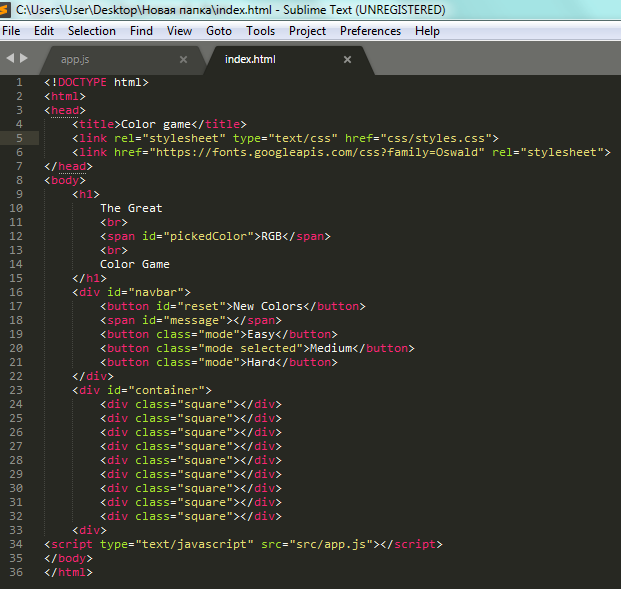 C:\Users\User\Desktop\Новая папка\index.html - Sublime Text (UNREGISTERED)
File Edit Selection Find View Goto Tools Project Preferences Help
app.js × index.html ×
1 <!DOCTYPE html>
2 <html>
3 <head>
4 <title>Color game</title>
5 <link rel="stylesheet" type="text/css" href="css/styles.css">
6 <link href="https://fonts.googleapis.com/css?family=Oswald" rel="stylesheet">
7 </head>
8 <body>
9 <h1>
10 The Great
11 <br>
12 <span id="pickedColor">RGB</span>
13 <br>
14 Color Game
15 </h1>
16 <div id="navbar">
17 <button id="reset">New Colors</button>
18 <span id="message"></span>
19 <button class="mode">Easy</button>
20 <button class="mode selected">Medium</button>
21 <button class="mode">Hard</button>
22 </div>
23 <div id="container">
24 <div class="square"></div>
25 <div class="square"></div>
26 <div class="square"></div>
27 <div class="square"></div>
28 <div class="square"></div>
29 <div class="square"></div>
30 <div class="square"></div>
31 <div class="square"></div>
32 <div class="square"></div>
33 <div>
34 <script type="text/javascript" src="src/app.js"></script>
35 </body>
36 </html>